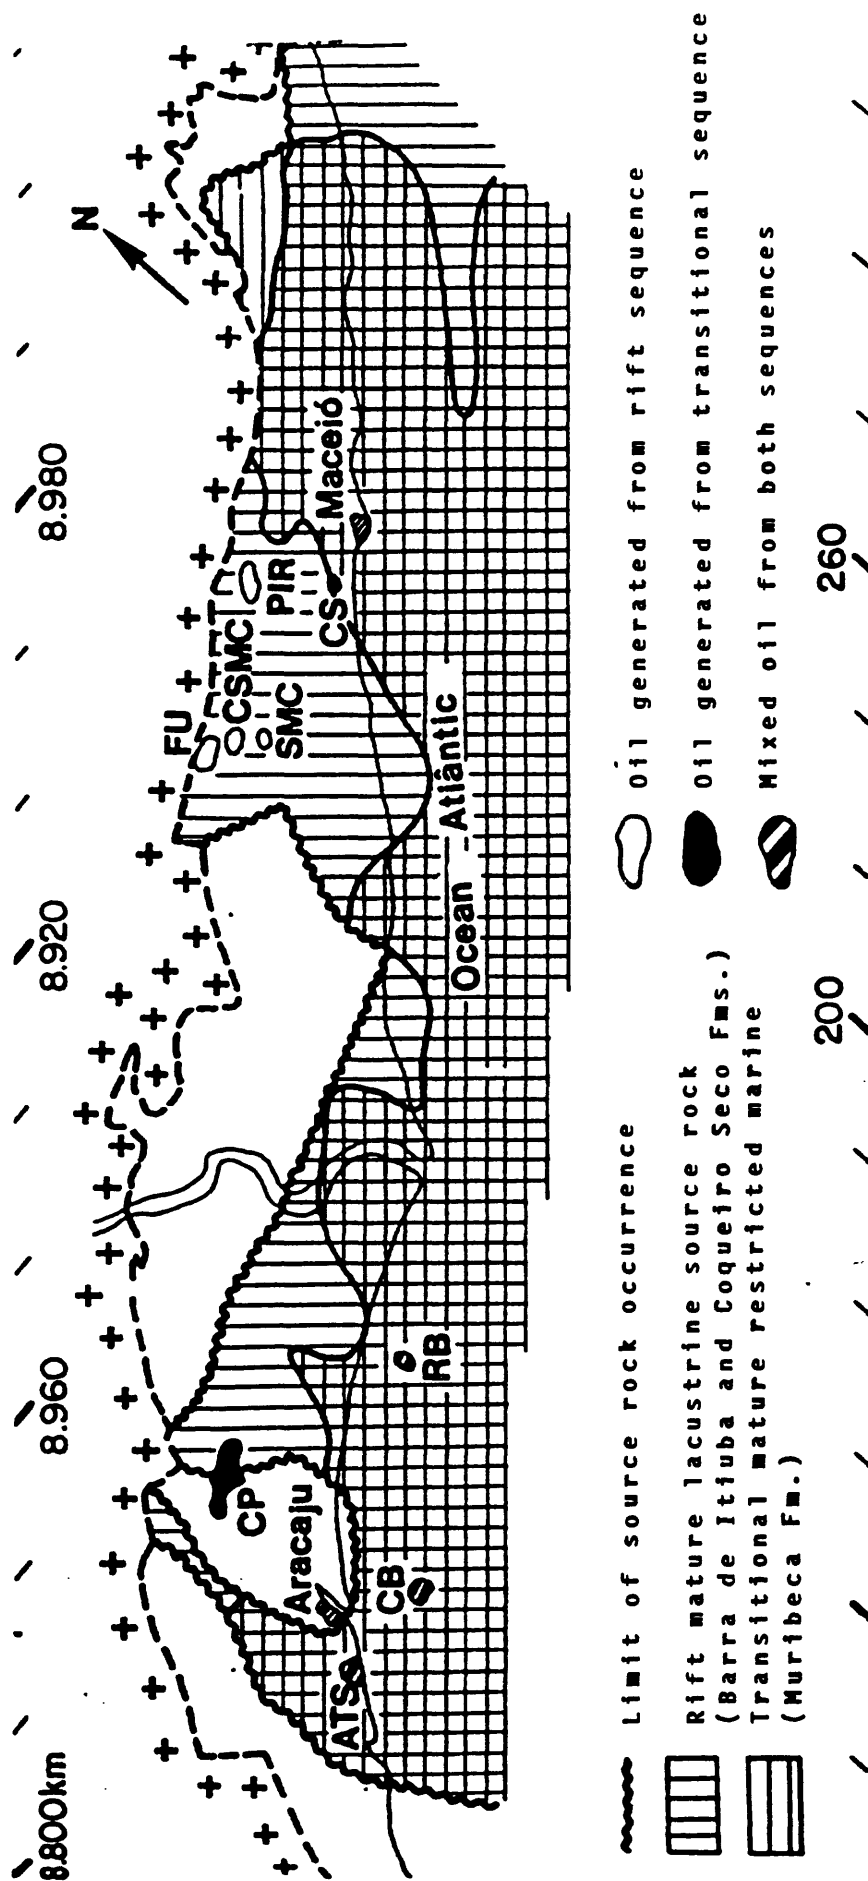 8.800km
8.960
8.920
8.980
N
FU
CSMC
SMC
PIR
CS
Maceió
CP
Aracaju
ATS
CB
RB
Ocean Atlântic
200
260
Limit of source rock occurrence
Rift mature lacustrine source rock
(Barra de Itiuba and Coqueiro Seco Fms.)
Transitional mature restricted marine
(Muribeca Fm.)
Oil generated from rift sequence
Oil generated from transitional sequence
Mixed oil from both sequences